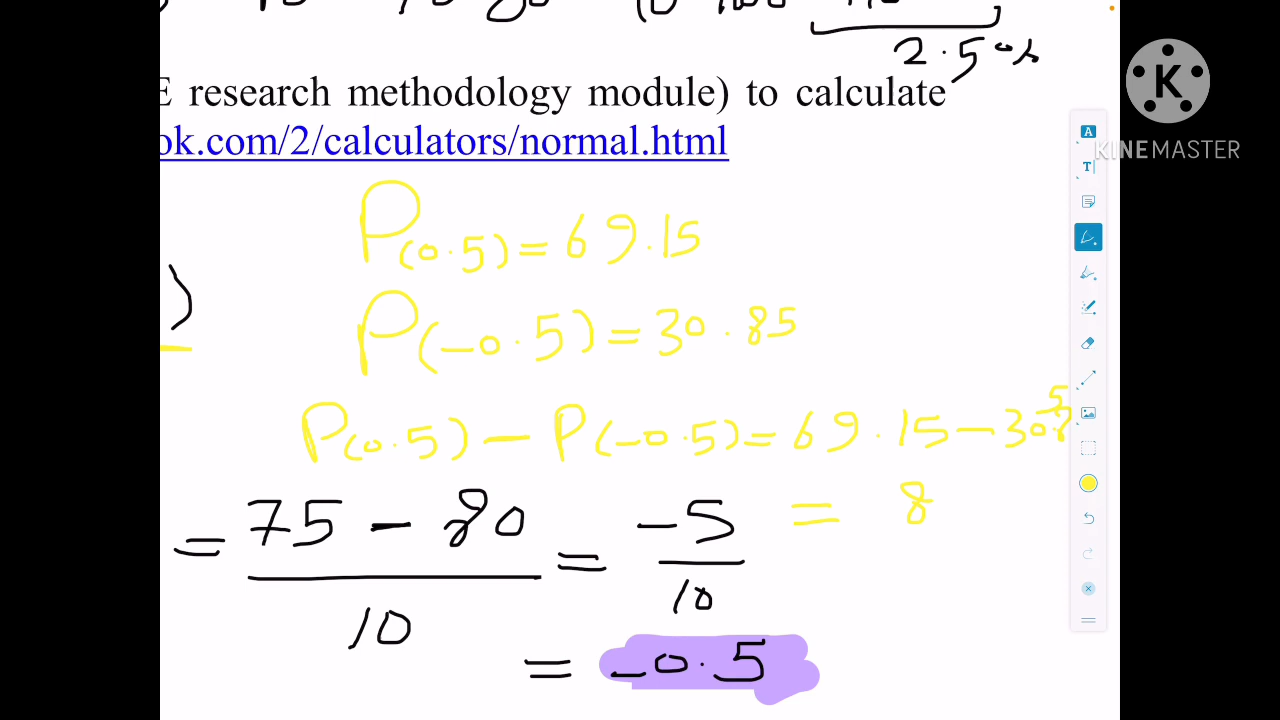 2.5%
E research methodology module) to calculate
ok.com/2/calculators/normal.html
K
KINEMASTER
P(0.5) = 69.15
)
P(-0.5) = 30.85
P(0.5) - P(-0.5) = 69.15 - 30.85
= 8
= 75 - 80 / 10 = -5 / 10
= -0.5